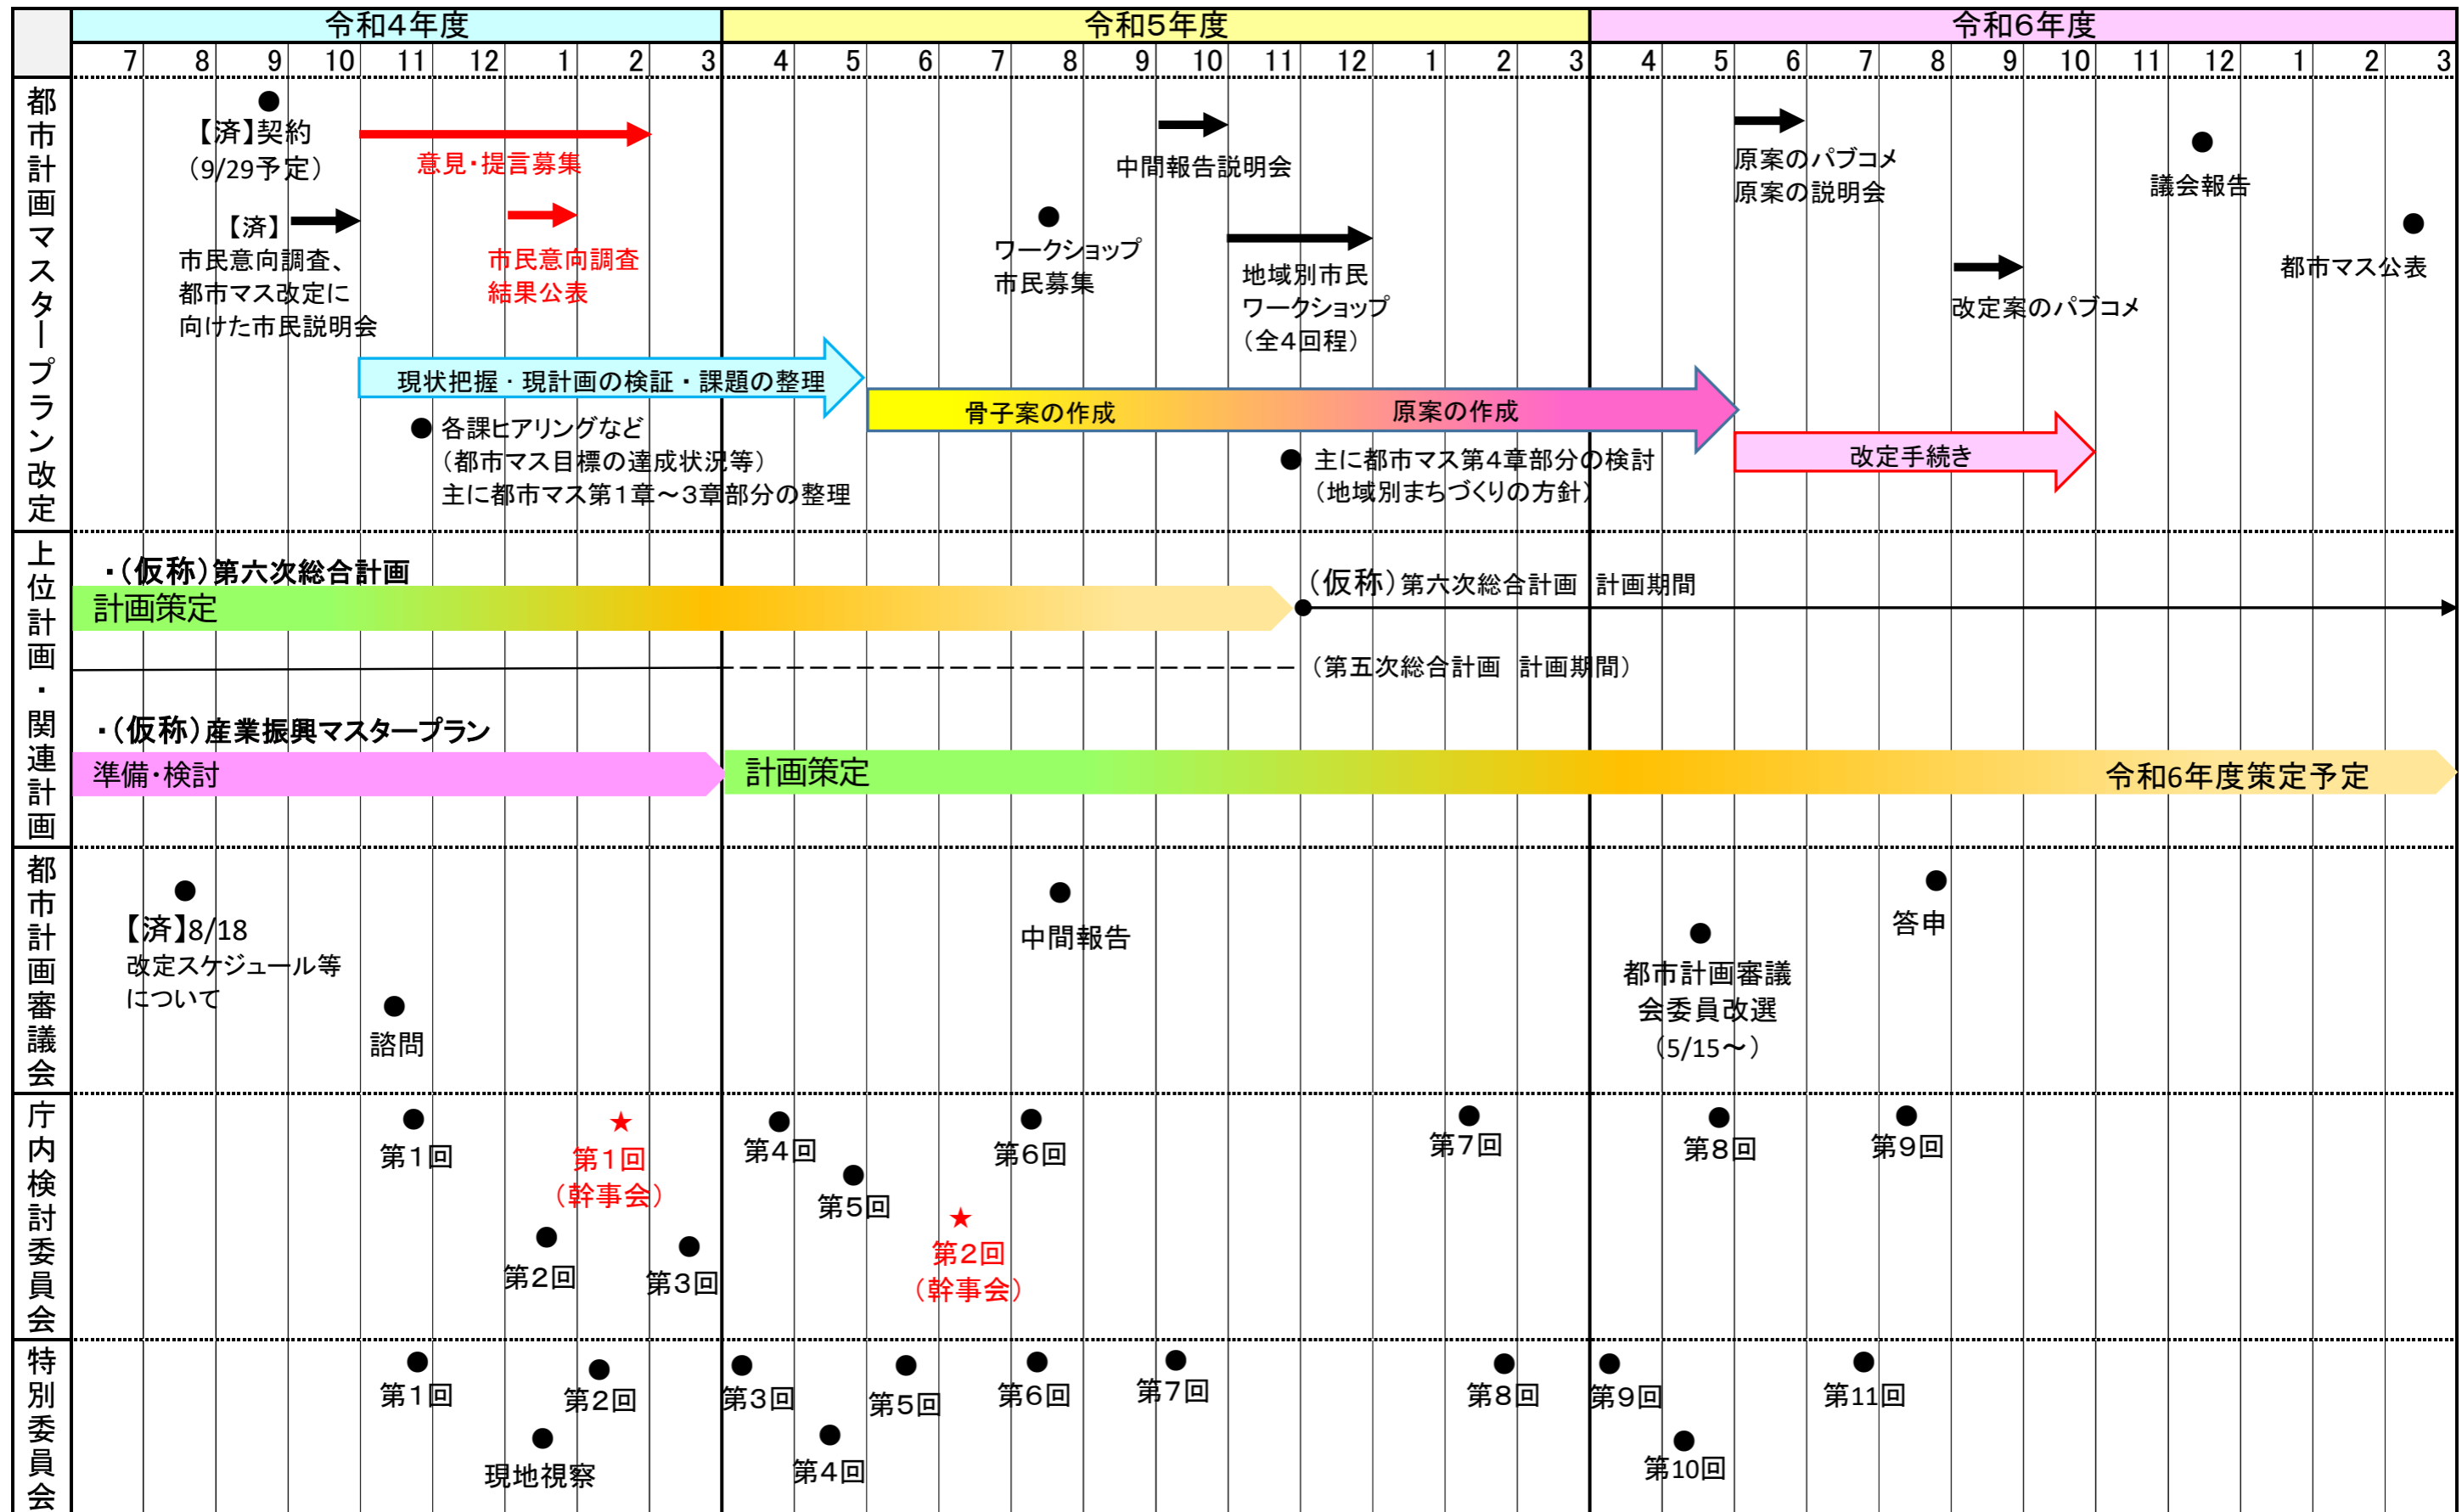 令和４年度
令和５年度
令和６年度
7 8 9 10 11 12 1 2 3 4 5 6 7 8 9 10 11 12 1 2 3 4 5 6 7 8 9 10 11 12 1 2 3
都市計画マスタープラン改定
【済】契約
（9/29予定）
意見・提言募集
【済】
市民意向調査、
都市マス改定に
向けた市民説明会
市民意向調査
結果公表
中間報告説明会
ワークショップ
市民募集
地域別市民
ワークショップ
（全４回程）
原案のパブコメ
原案の説明会
改定案のパブコメ
議会報告
都市マス公表
現状把握・現計画の検証・課題の整理
骨子案の作成
原案の作成
改定手続き
●各課ヒアリングなど
（都市マス目標の達成状況等）
主に都市マス第１章～３章部分の整理
●主に都市マス第４章部分の検討
（地域別まちづくりの方針）
上位計画・関連計画
・（仮称）第六次総合計画
計画策定
（仮称）第六次総合計画 計画期間
（第五次総合計画 計画期間）
・（仮称）産業振興マスタープラン
準備・検討
計画策定
令和6年度策定予定
都市計画審議会
【済】8/18
改定スケジュール等
について
諮問
中間報告
都市計画審議
会委員改選
（5/15～）
答申
庁内検討委員会
第１回
第２回
★
第１回
（幹事会）
第３回
第４回
第５回
★
第２回
（幹事会）
第６回
第７回
第８回
第９回
特別委員会
第１回
現地視察
第２回
第３回
第４回
第５回
第６回
第７回
第８回
第９回
第10回
第11回